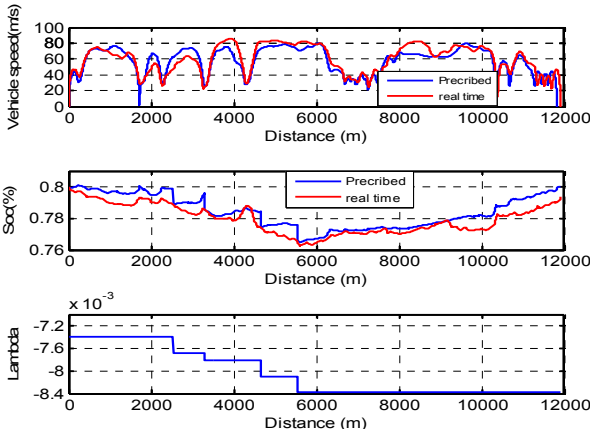 Vehicle speed(m/s)
100
80
60
40
20
0
Precribed
real time
0 2000 4000 6000 8000 10000 12000
Distance (m)
Soc(%)
0.8
0.78
0.76
Precribed
real time
0 2000 4000 6000 8000 10000 12000
Distance (m)
x 10⁻³
Lambda
-7.2
-7.6
-8
-8.4
0 2000 4000 6000 8000 10000 12000
Distance (m)